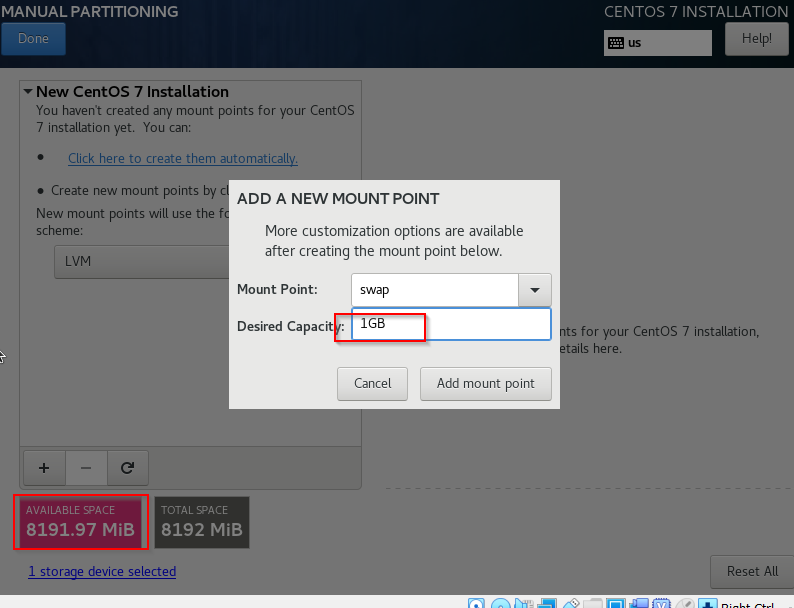 MANUAL PARTITIONING
CENTOS 7 INSTALLATION
Done
us
Help!
New CentOS 7 Installation
You haven't created any mount points for your CentOS
7 installation yet. You can:
Click here to create them automatically.
Create new mount points by cl
New mount points will use the fo
scheme:
LVM
ADD A NEW MOUNT POINT
More customization options are available
after creating the mount point below.
Mount Point:
swap
Desired Capacity:
1GB
Cancel
Add mount point
nts for your CentOS 7 installation,
etails here.
AVAILABLE SPACE
8191.97 MiB
TOTAL SPACE
8192 MiB
1 storage device selected
Reset All
Right Ctrl